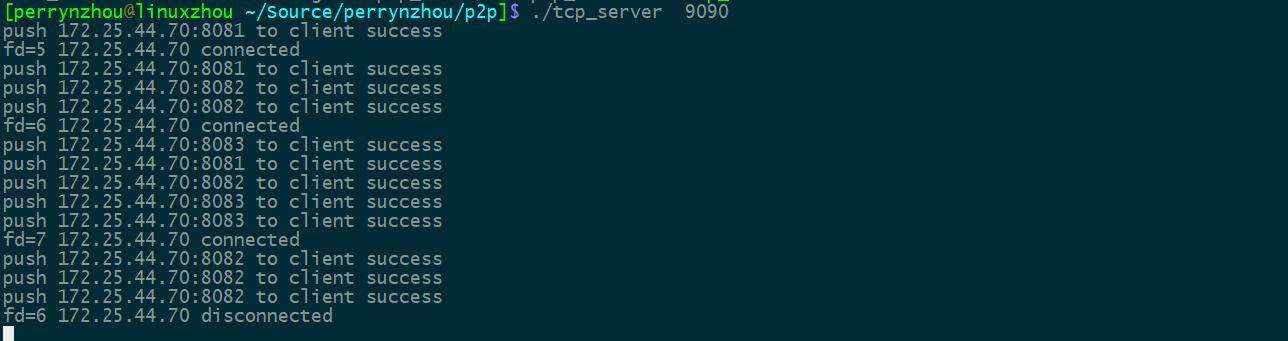 [perrynzhou@linuxzhou ~/Source/perrynzhou/p2p]$ ./tcp_server  9090
push 172.25.44.70:8081 to client success
fd=5 172.25.44.70 connected
push 172.25.44.70:8081 to client success
push 172.25.44.70:8082 to client success
push 172.25.44.70:8082 to client success
fd=6 172.25.44.70 connected
push 172.25.44.70:8083 to client success
push 172.25.44.70:8081 to client success
push 172.25.44.70:8082 to client success
push 172.25.44.70:8083 to client success
push 172.25.44.70:8083 to client success
fd=7 172.25.44.70 connected
push 172.25.44.70:8082 to client success
push 172.25.44.70:8082 to client success
push 172.25.44.70:8082 to client success
fd=6 172.25.44.70 disconnected